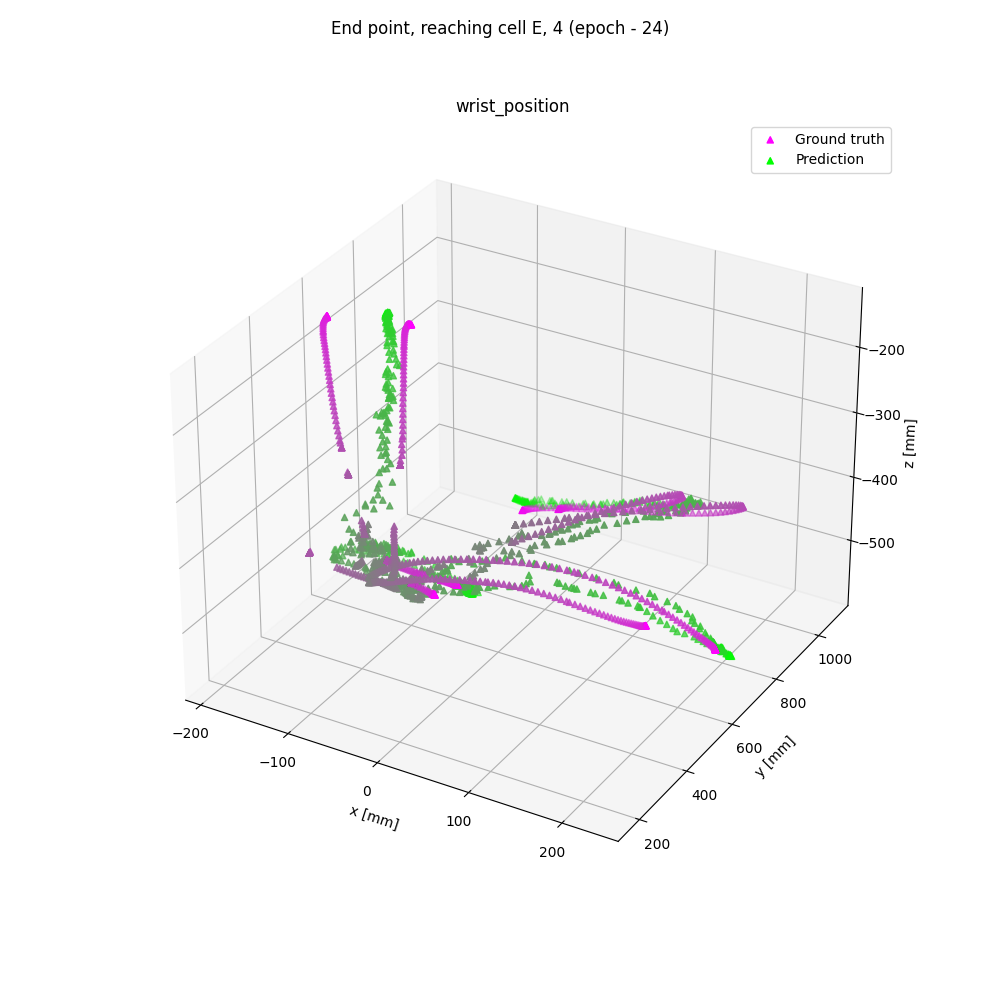 End point, reaching cell E, 4 (epoch - 24)
wrist_position
Ground truth
Prediction
−200
−300
−400
−500
z [mm]
1000
800
600
400
200
y [mm]
−200
−100
0
100
200
x [mm]